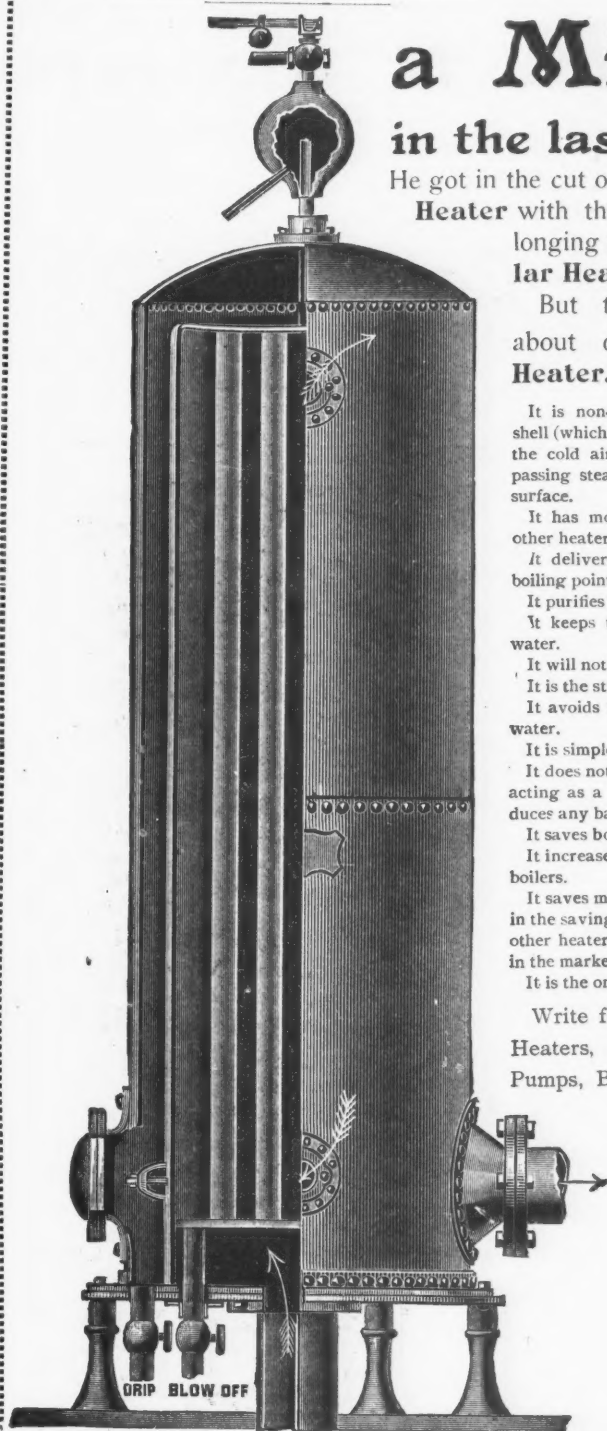 a
in the las
He got in the cut o
Heater with th
longing
lar Hea
But t
about
Heater.
It is non
shell (which
the cold air
passing stea
surface.
It has mo
other heater
It deliver
boiling point
It purifies
It keeps
water.
It will not
It is the st
It avoids
water.
It is simple
It does not
acting as a
duces any ba
It saves bo
It increase
boilers.
It saves m
in the saving
other heater
in the marke
It is the or
Write f
Heaters,
Pumps, B
DRIP BLOW OFF